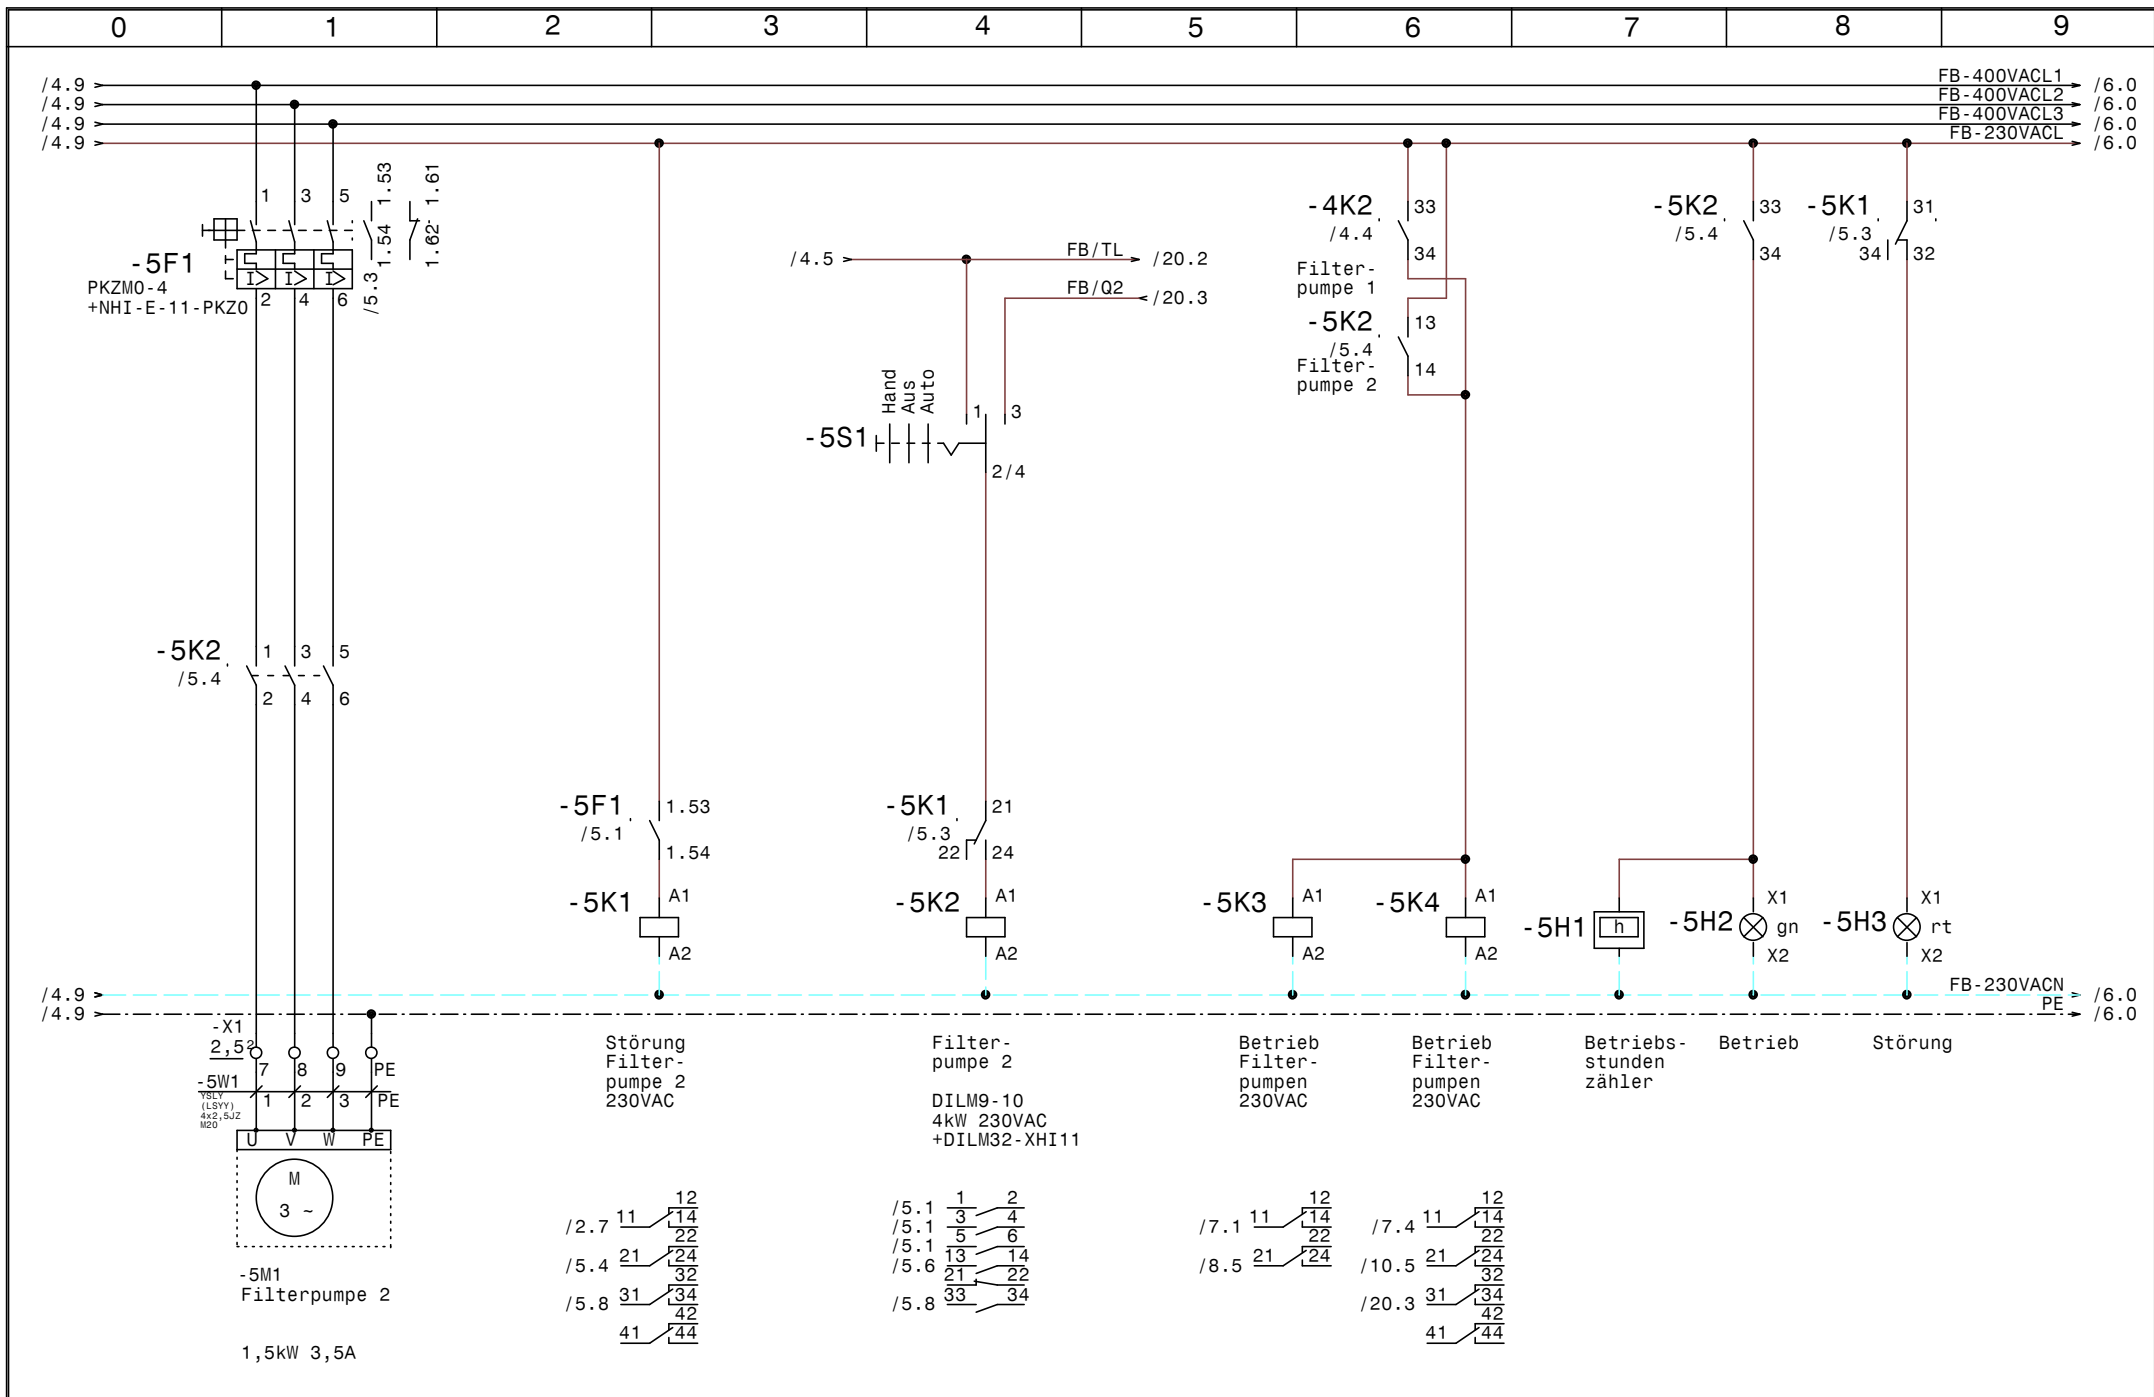 0 1 2 3 4 5 6 7 8 9
/4.9 FB-400VACL1 /6.0
/4.9 FB-400VACL2 /6.0
/4.9 FB-400VACL3 /6.0
/4.9 FB-230VACL /6.0
1 3 5 1.53 1.61
1.54 1.62
-5F1
PKZM0-4
+NHI-E-11-PKZ0
I> I> I>
2 4 6 /5.3
/4.5 FB/TL /20.2
FB/Q2 /20.3
-4K2 33
/4.4 34
Filter-
pumpe 1
-5K2 13
/5.4
14
Filter-
pumpe 2
-5K2 33
/5.4 34
-5K1 31
/5.3
34 32
Hand
Aus
Auto
1 3
-5S1
2/4
-5K2 1 3 5
/5.4
2 4 6
-5F1 1.53
/5.1
1.54
-5K1 21
/5.3
22 24
-5K1 A1
A2
-5K2 A1
A2
-5K3 A1
A2
-5K4 A1
A2
-5H1 h
-5H2 X1
gn
X2
-5H3 X1
rt
X2
/4.9 FB-230VACN /6.0
/4.9 PE /6.0
-X1
2,5²
7 8 9 PE
-5W1
YSLY
(LSYY)
4x2,5JZ
M20
1 2 3 PE
U V W PE
M
3 ~
-5M1
Filterpumpe 2
1,5kW 3,5A
Störung
Filter-
pumpe 2
230VAC
Filter-
pumpe 2
DILM9-10
4kW 230VAC
+DILM32-XHI11
Betrieb
Filter-
pumpen
230VAC
Betrieb
Filter-
pumpen
230VAC
Betriebs-
stunden
zähler
Betrieb
Störung
12
/2.7 11 14
22
/5.4 21 24
32
/5.8 31 34
42
41 44
/5.1 1 2
/5.1 3 4
/5.1 5 6
/5.6 13 14
21 22
/5.8 33 34
12
/7.1 11 14
22
/8.5 21 24
12
/7.4 11 14
22
/10.5 21 24
32
/20.3 31 34
42
41 44